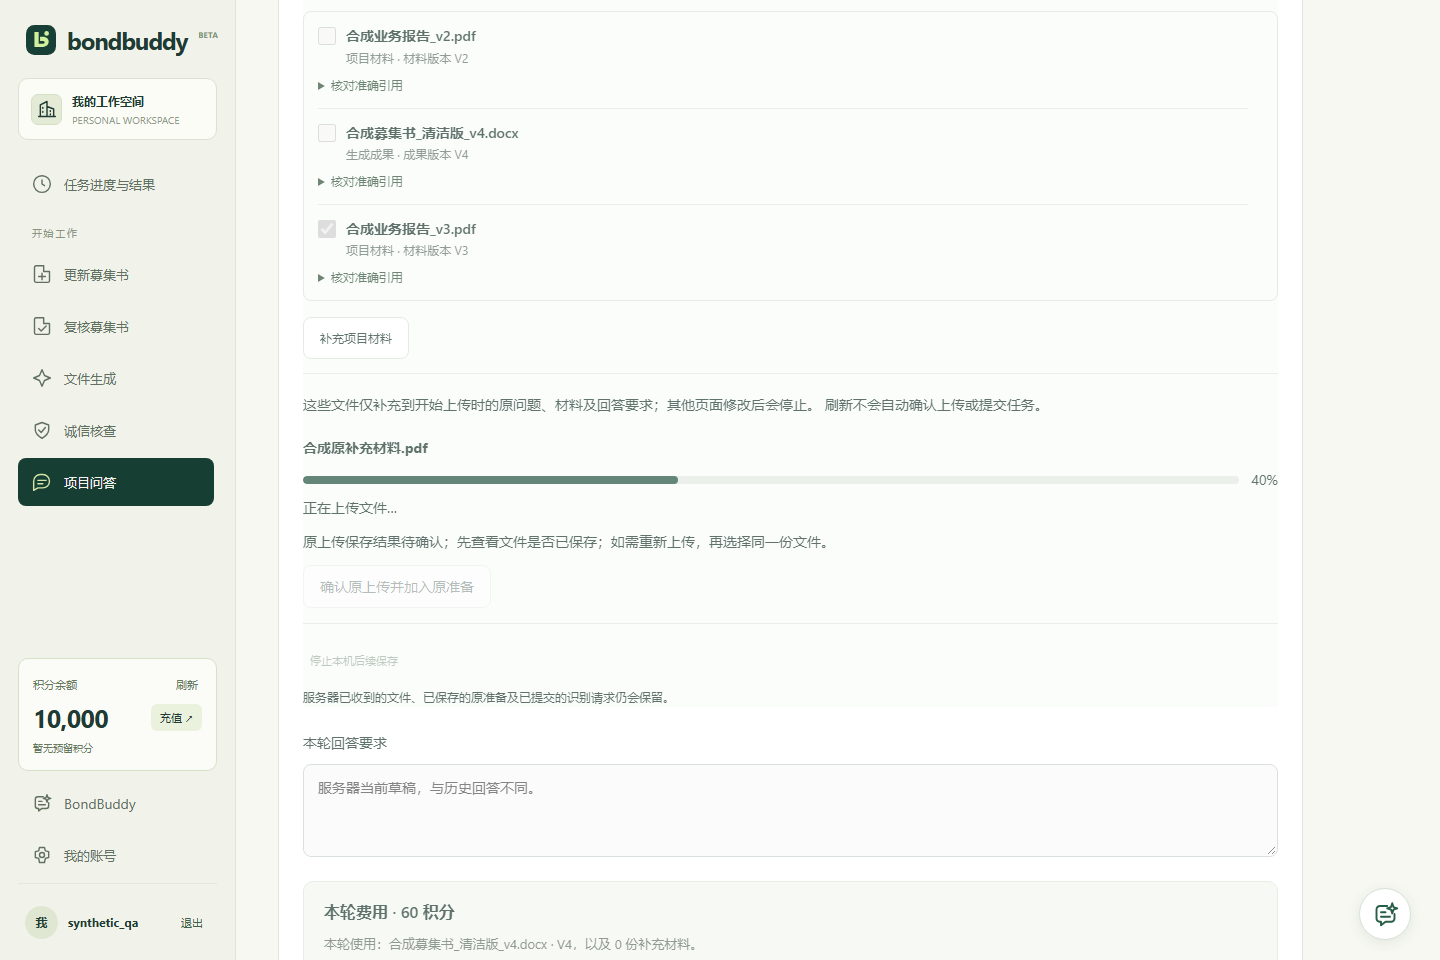 bondbuddy BETA
我的工作空间
PERSONAL WORKSPACE
任务进度与结果
开始工作
更新募集书
复核募集书
文件生成
诚信核查
项目问答
积分余额 刷新
10,000 充值 ↗
暂无预留积分
BondBuddy
我的账号
我 synthetic_qa 退出
合成业务报告_v2.pdf
项目材料 · 材料版本 V2
▶ 核对准确引用
合成募集书_清洁版_v4.docx
生成成果 · 成果版本 V4
▶ 核对准确引用
合成业务报告_v3.pdf
项目材料 · 材料版本 V3
▶ 核对准确引用
补充项目材料
这些文件仅补充到开始上传时的原问题、材料及回答要求；其他页面修改后会停止。 刷新不会自动确认上传或提交任务。
合成原补充材料.pdf
40%
正在上传文件...
原上传保存结果待确认；先查看文件是否已保存；如需重新上传，再选择同一份文件。
确认原上传并加入原准备
停止本机后续保存
服务器已收到的文件、已保存的原准备及已提交的识别请求仍会保留。
本轮回答要求
服务器当前草稿，与历史回答不同。
本轮费用 · 60 积分
本轮使用：合成募集书_清洁版_v4.docx · V4，以及 0 份补充材料。